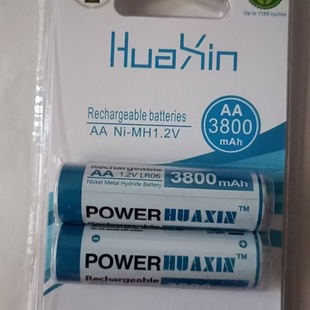 Up to 1168 cycles
HuaXin
Rechargeable batteries
AA Ni-MH1.2V
AA
3800
mAh
Rechargeable
AA 1.2V LR06
Nickel Metal Hydride Battery
3800 mAh
POWER HUAXIN™
POWER HUAXIN™
Rechargeable